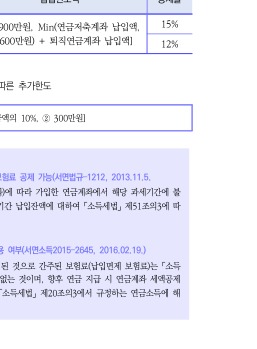 900만원, Min(연금저축계좌 납입액,
600만원) + 퇴직연금계좌 납입액]
15%
12%
따른 추가한도
액의 10%, ② 300만원]
험료 공제 가능(서면법규-1212, 2013.11.5.
)에 따라 가입한 연금계좌에서 해당 과세기간에 불
기간 납입잔액에 대하여 「소득세법」 제51조의3에 따
용 여부(서면소득2015-2645, 2016.02.19.)
된 것으로 간주된 보험료(납입면제 보험료)는 「소득
없는 것이며, 향후 연금 지급 시 연금계좌 세액공제
「소득세법」 제20조의3에서 규정하는 연금소득에 해